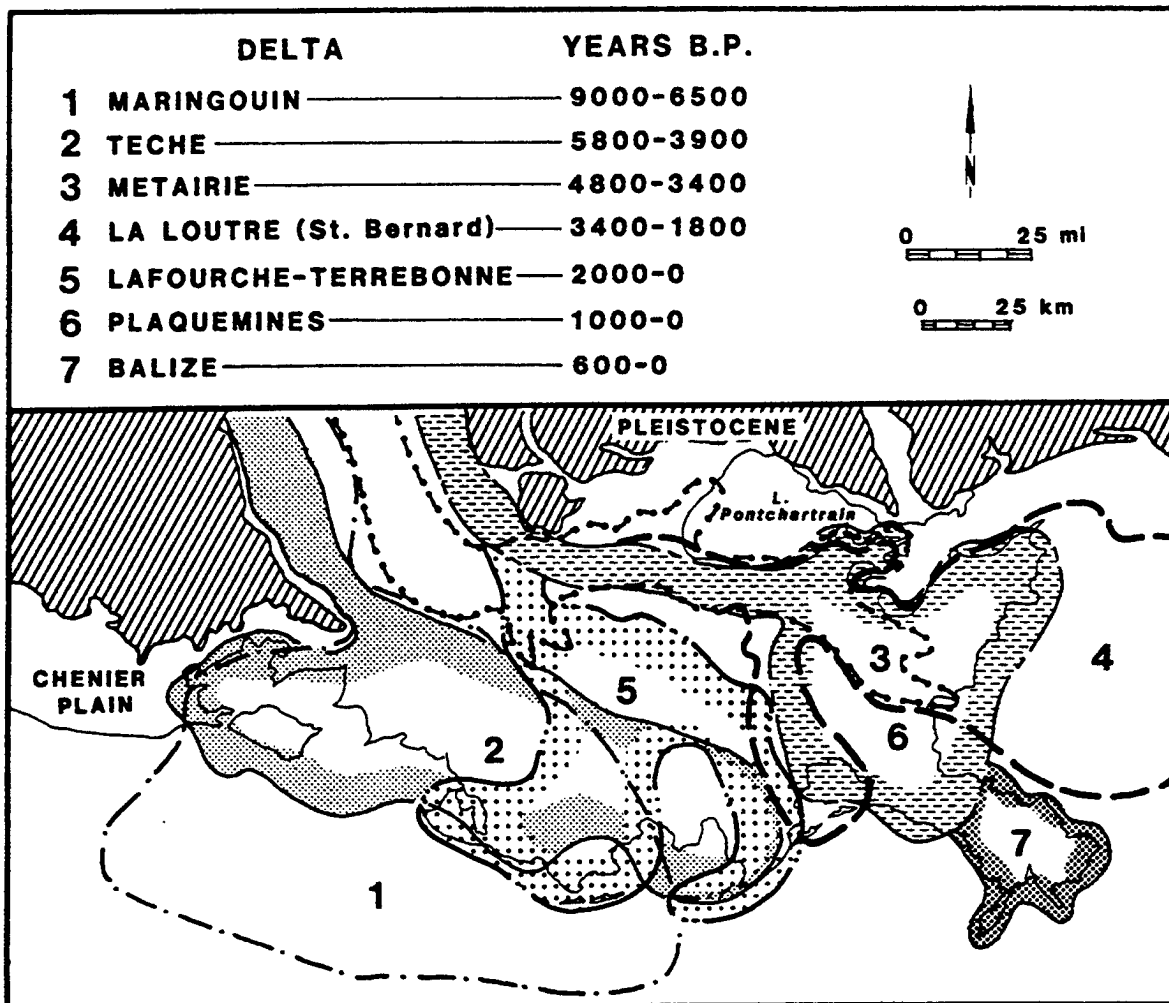 DELTA YEARS B.P.
1 MARINGOUIN 9000-6500
2 TECHE 5800-3900
3 METAIRIE 4800-3400
4 LA LOUTRE (St. Bernard) 3400-1800
5 LAFOURCHE-TERREBONNE 2000-0
6 PLAQUEMINES 1000-0
7 BALIZE 600-0
N
0 25 mi
0 25 km
PLEISTOCENE
L.
Pontchartrain
CHENIER
PLAIN
3
4
5
6
2
7
1